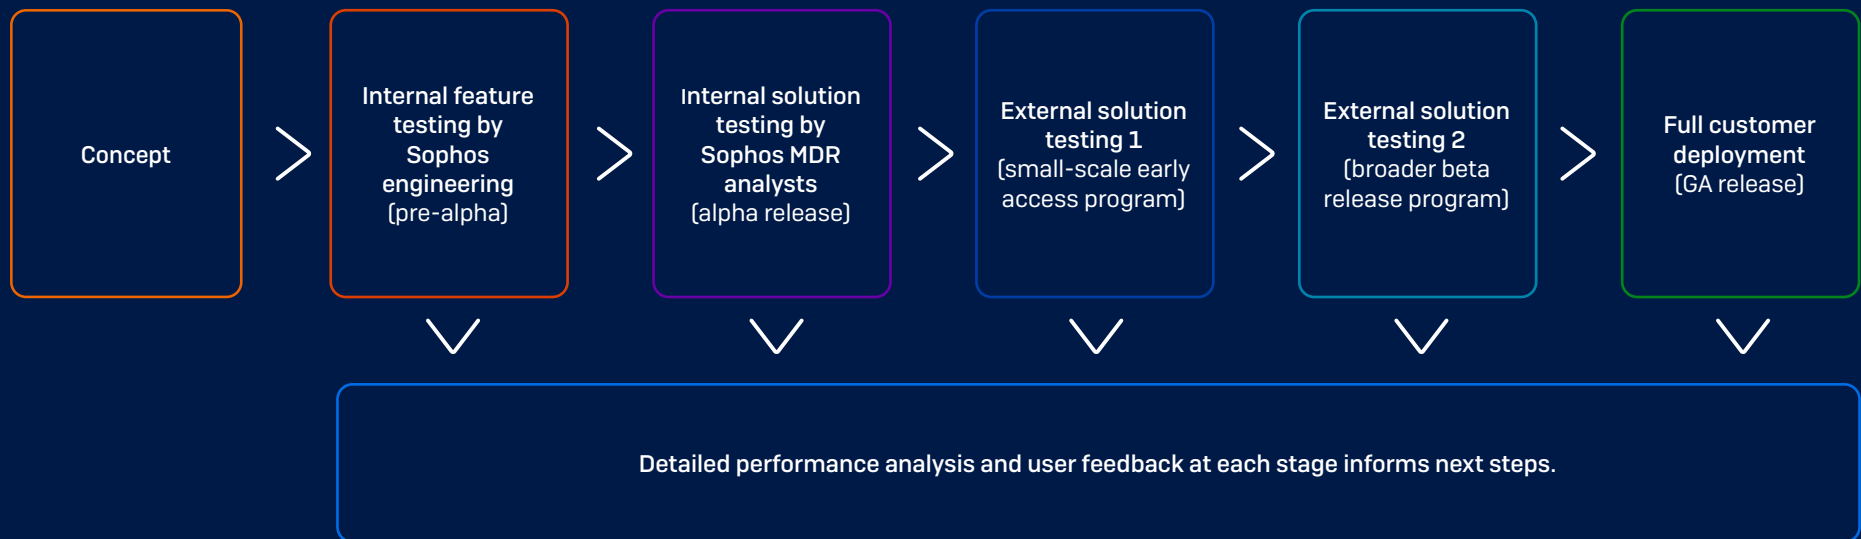 Concept
Internal feature
testing by
Sophos
engineering
(pre-alpha)
Internal solution
testing by
Sophos MDR
analysts
(alpha release)
External solution
testing 1
(small-scale early
access program)
External solution
testing 2
(broader beta
release program)
Full customer
deployment
(GA release)
Detailed performance analysis and user feedback at each stage informs next steps.